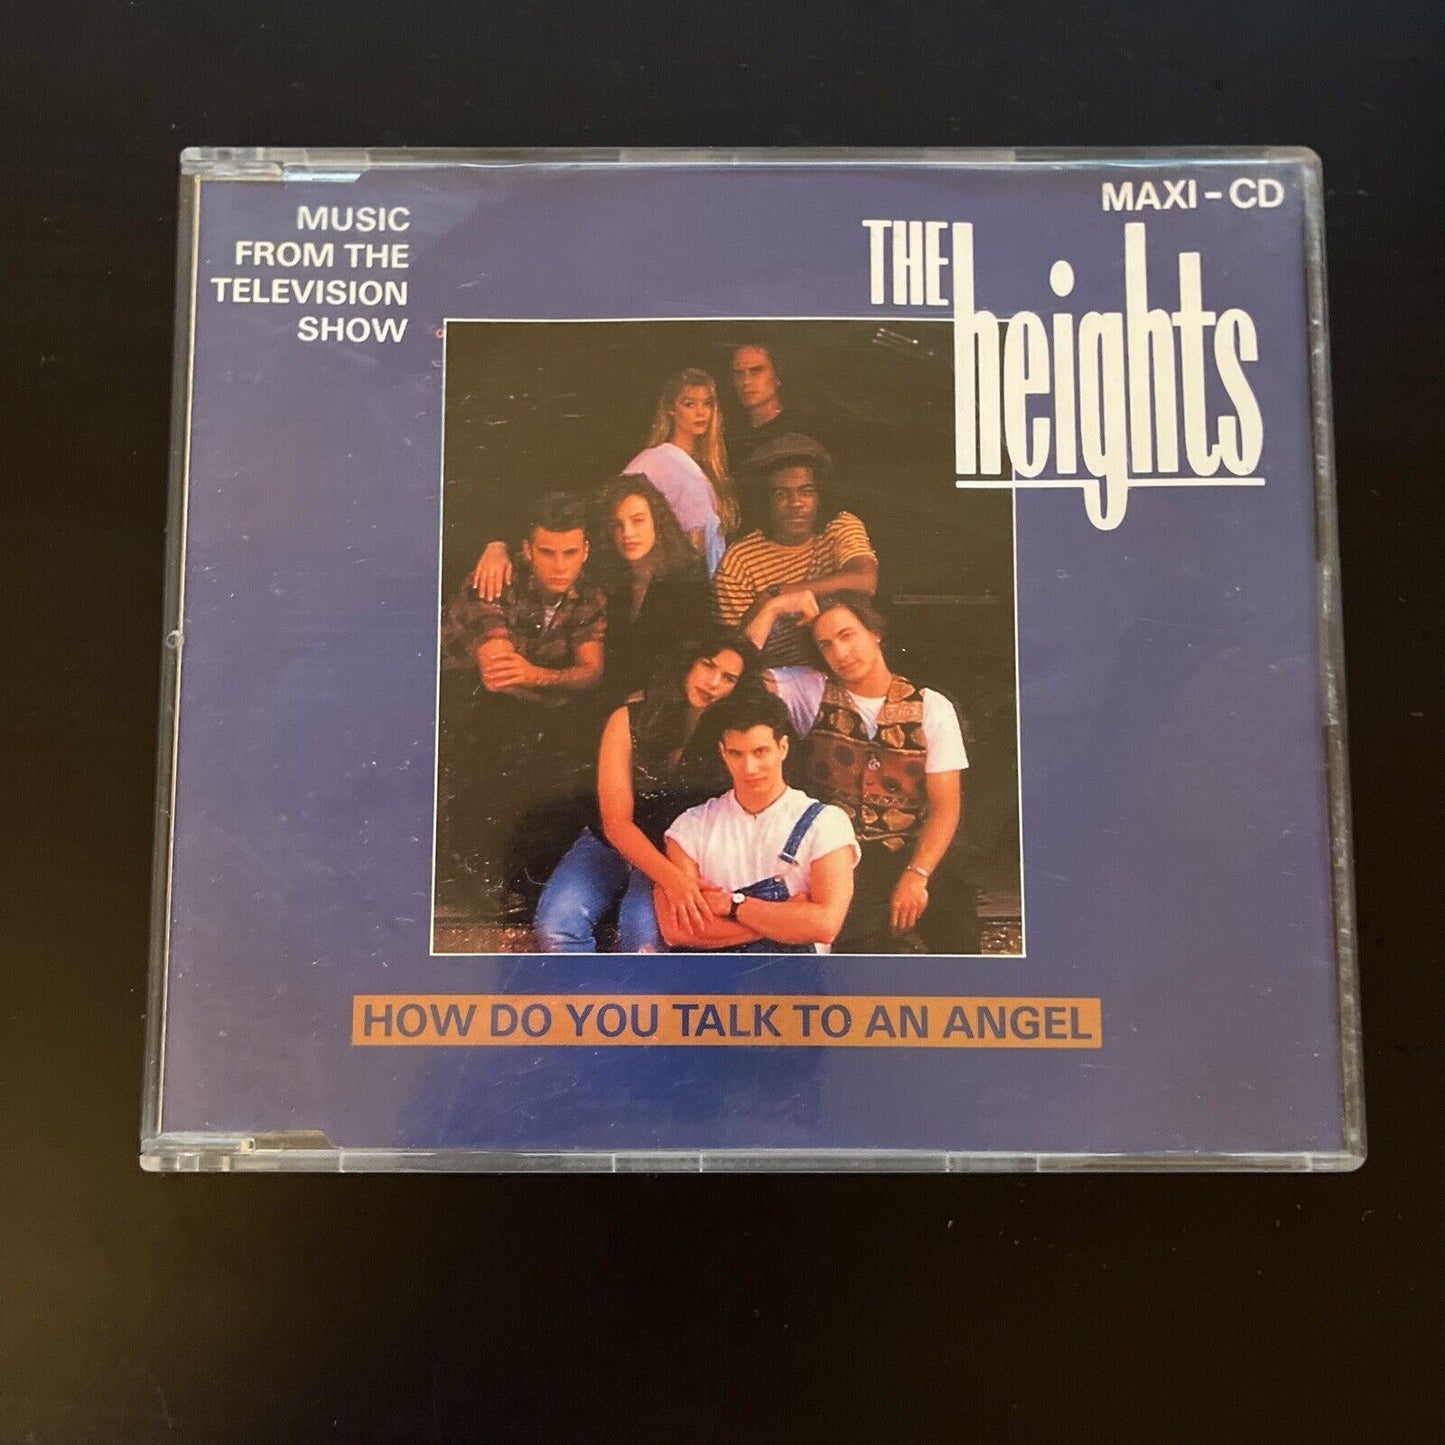 MUSIC
FROM THE
TELEVISION
SHOW
MAXI-CD
THE
heights
HOW DO YOU TALK TO AN ANGEL